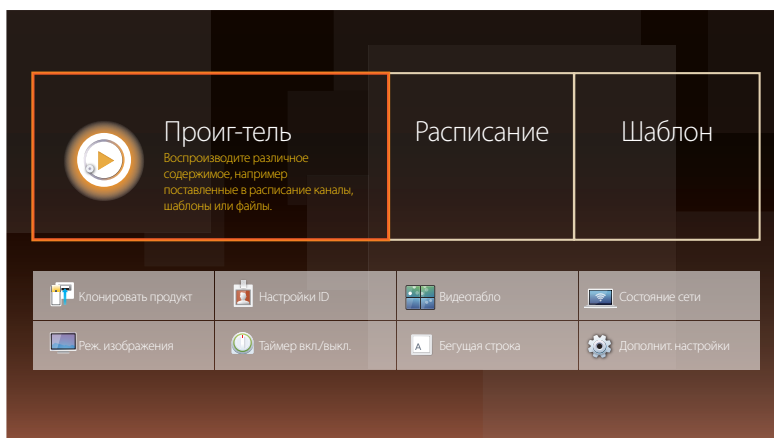 Проиг-тель
Воспроизводите различное
содержимое, например
поставленные в расписание каналы,
шаблоны или файлы.
Расписание
Шаблон
Клонировать продукт
Настройки ID
Видеотабло
Состояние сети
Реж. изображения
Таймер вкл./выкл.
A
Бегущая строка
Дополнит. настройки